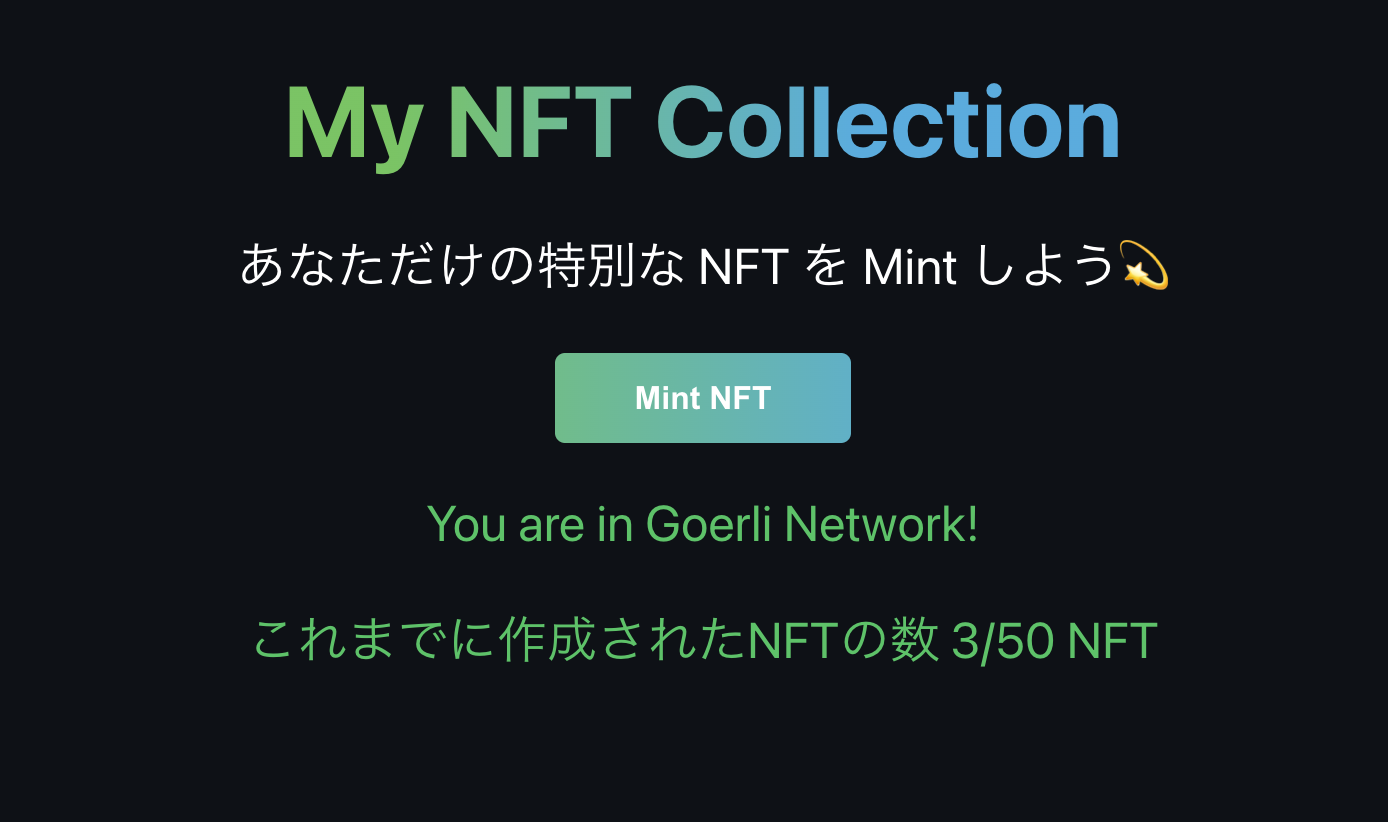 My NFT Collection
あなただけの特別な NFT を Mint しよう💫
Mint NFT
You are in Goerli Network!
これまでに作成されたNFTの数 3/50 NFT